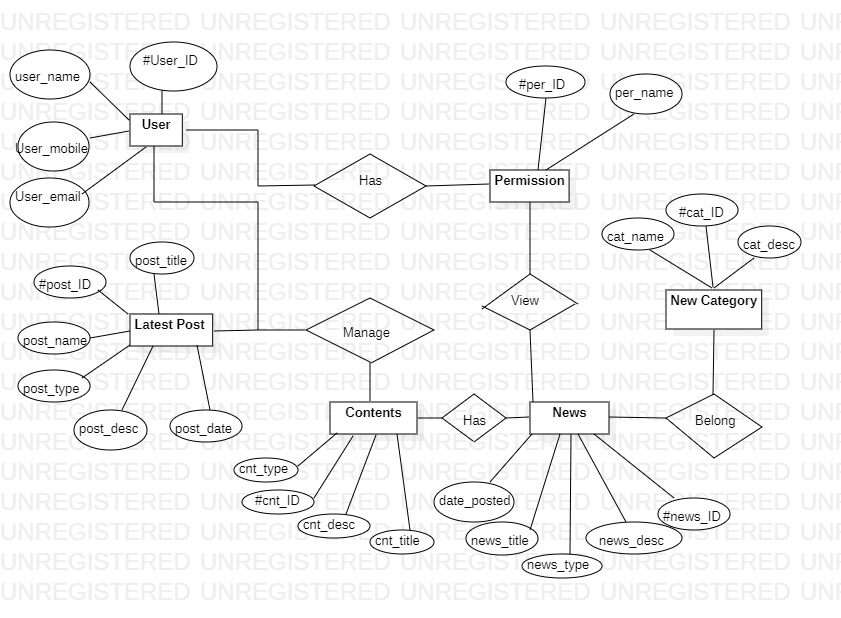 UNREGISTERED UNREGISTERED UNREGISTERED UNREGISTERED
#User_ID
user_name
User
User_mobile
User_email
Has
#per_ID
per_name
Permission
#cat_ID
cat_name
cat_desc
New Category
post_title
#post_ID
Latest Post
post_name
post_type
post_desc
post_date
Manage
View
Contents
Has
News
Belong
cnt_type
#cnt_ID
cnt_desc
cnt_title
date_posted
news_title
news_type
news_desc
#news_ID